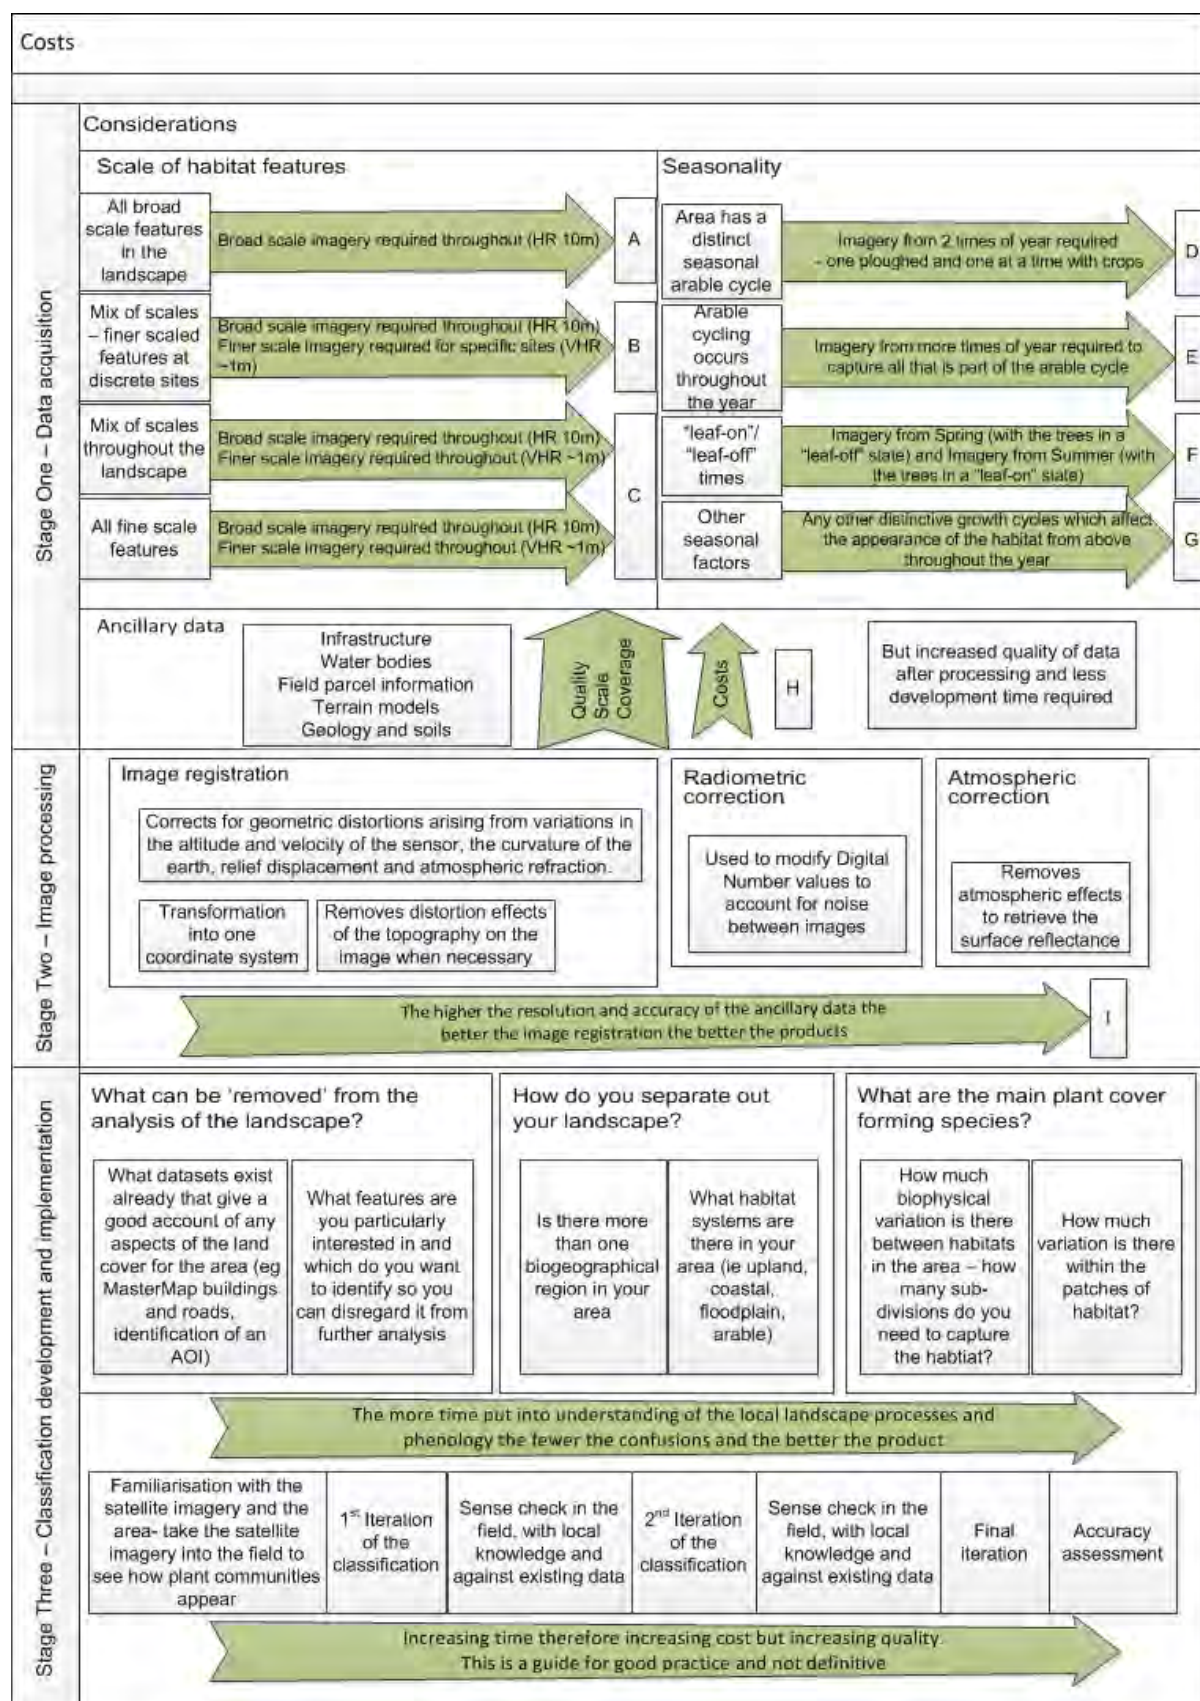 Costs
Stage One – Data acquisition
Considerations
Scale of habitat features
All broad
scale features
in the
landscape
Broad scale imagery required throughout (HR 10m)
A
Mix of scales
– finer scaled
features at
discrete sites
Broad scale imagery required throughout (HR 10m)
Finer scale Imagery required for specific sites (VHR
~1m)
B
Mix of scales
throughout the
landscape
Broad scale imagery required throughout (HR 10m)
Finer scale imagery required throughout (VHR ~1m)
C
All fine scale
features
Broad scale imagery required throughout (HR 10m)
Finer scale imagery required throughout (VHR ~1m)
Seasonality
Area has a
distinct
seasonal
arable cycle
Imagery from 2 times of year required
– one ploughed and one at a time with crops
D
Arable
cycling
occurs
throughout
the year
Imagery from more times of year required to
capture all that is part of the arable cycle
E
"leaf-on"/
"leaf-off"
times
Imagery from Spring (with the trees in a
"leaf-off" state) and Imagery from Summer (with
the trees in a "leaf-on" state)
F
Other
seasonal
factors
Any other distinctive growth cycles which affect
the appearance of the habitat from above
throughout the year
G
Ancillary data
Infrastructure
Water bodies
Field parcel information
Terrain models
Geology and soils
Quality
Scale
Coverage
Costs
H
But increased quality of data
after processing and less
development time required
Stage Two – Image processing
Image registration
Corrects for geometric distortions arising from variations in
the altitude and velocity of the sensor, the curvature of the
earth, relief displacement and atmospheric refraction.
Transformation
into one
coordinate system
Removes distortion effects
of the topography on the
image when necessary
Radiometric
correction
Used to modify Digital
Number values to
account for noise
between images
Atmospheric
correction
Removes
atmospheric effects
to retrieve the
surface reflectance
The higher the resolution and accuracy of the ancillary data the
better the image registration the better the products
I
Stage Three – Classification development and implementation
What can be 'removed' from the
analysis of the landscape?
What datasets exist
already that give a
good account of any
aspects of the land
cover for the area (eg
MasterMap buildings
and roads,
identification of an
AOI)
What features are
you particularly
interested in and
which do you want
to identify so you
can disregard it from
further analysis
How do you separate out
your landscape?
Is there more
than one
biogeographical
region in your
area
What habitat
systems are
there in your
area (ie upland,
coastal,
floodplain,
arable)
What are the main plant cover
forming species?
How much
biophysical
variation is there
between habitats
in the area – how
many sub-
divisions do you
need to capture
the habtiat?
How much
variation is there
within the
patches of
habitat?
The more time put into understanding of the local landscape processes and
phenology the fewer the confusions and the better the product
Familiarisation with the
satellite imagery and the
area- take the satellite
imagery into the field to
see how plant communities
appear
1st Iteration
of the
classification
Sense check in the
field, with local
knowledge and
against existing data
2nd Iteration
of the
classification
Sense check in the
field, with local
knowledge and
against existing data
Final
iteration
Accuracy
assessment
Increasing time therefore increasing cost but increasing quality.
This is a guide for good practice and not definitive